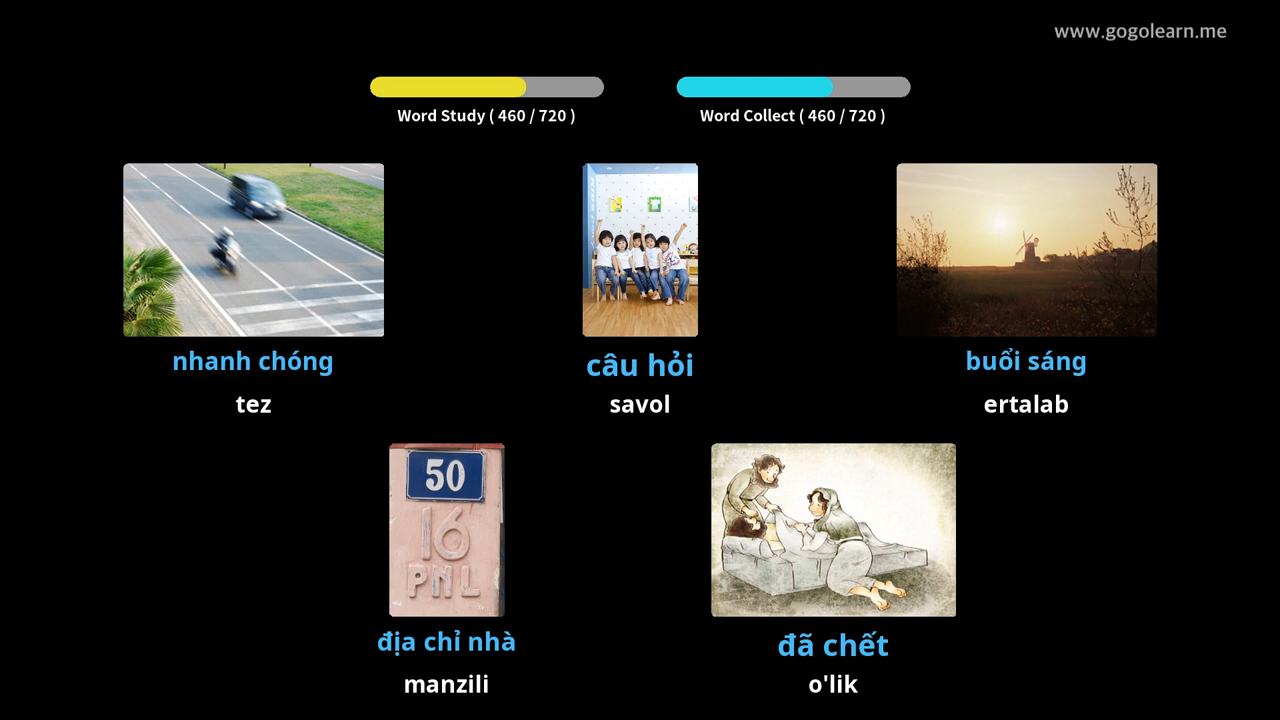 www.gogolearn.me
Word Study ( 460 / 720 )
Word Collect ( 460 / 720 )
nhanh chóng
tez
câu hỏi
savol
buổi sáng
ertalab
50
16
PNL
địa chỉ nhà
manzili
đã chết
o'lik